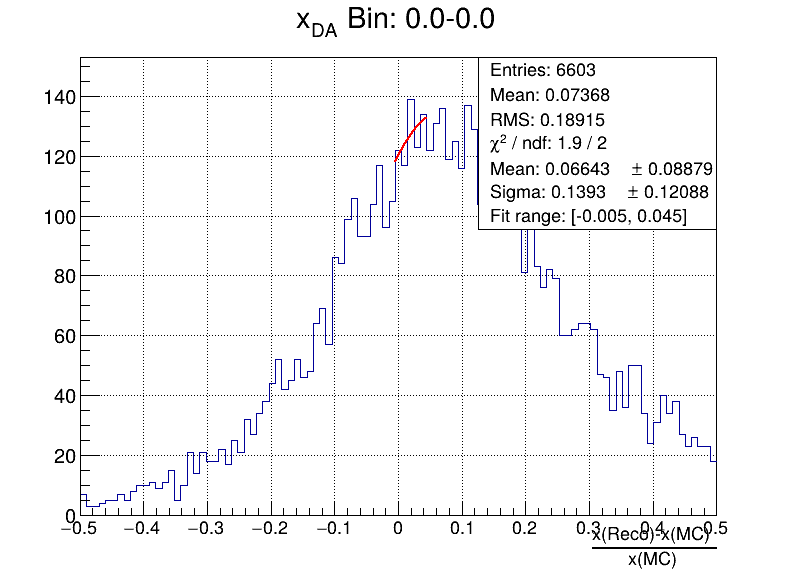 x_DA Bin: 0.0-0.0
Entries: 6603
Mean: 0.07368
RMS: 0.18915
χ² / ndf: 1.9 / 2
Mean: 0.06643 ± 0.08879
Sigma: 0.1393 ± 0.12088
Fit range: [-0.005, 0.045]
140
120
100
80
60
40
20
0
−0.5 −0.4 −0.3 −0.2 −0.1 0 0.1 0.2 0.3 0.4 0.5
x(Reco)-x(MC)
x(MC)